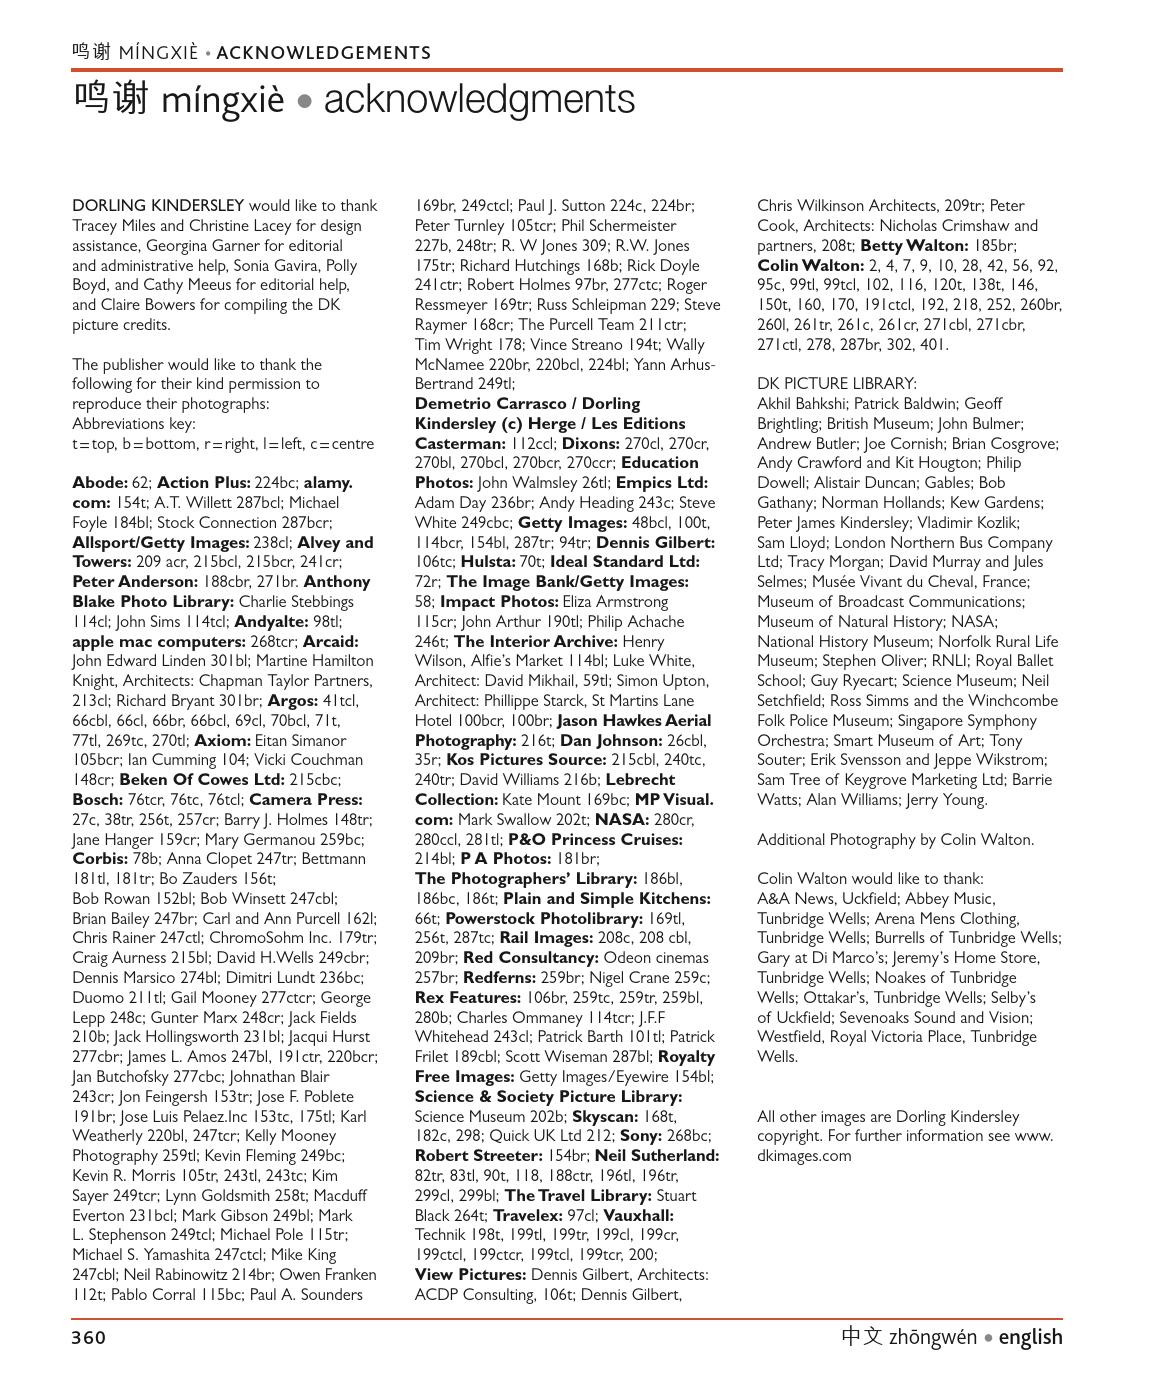 鸣谢 MÍNGXIÈ • ACKNOWLEDGEMENTS
鸣谢 míngxiè • acknowledgments
DORLING KINDERSLEY would like to thank
Tracey Miles and Christine Lacey for design
assistance, Georgina Garner for editorial
and administrative help, Sonia Gavira, Polly
Boyd, and Cathy Meeus for editorial help,
and Claire Bowers for compiling the DK
picture credits.
The publisher would like to thank the
following for their kind permission to
reproduce their photographs:
Abbreviations key:
t=top, b=bottom, r=right, l=left, c=centre
Abode: 62; Action Plus: 224bc; alamy.
com: 154t; A.T. Willett 287bcl; Michael
Foyle 184bl; Stock Connection 287bcr;
Allsport/Getty Images: 238cl; Alvey and
Towers: 209 acr, 215bcl, 215bcr, 241cr;
Peter Anderson: 188cbr, 271br. Anthony
Blake Photo Library: Charlie Stebbings
114cl; John Sims 114tcl; Andyalte: 98tl;
apple mac computers: 268tcr; Arcaid:
John Edward Linden 301bl; Martine Hamilton
Knight, Architects: Chapman Taylor Partners,
213cl; Richard Bryant 301br; Argos: 41tcl,
66cbl, 66cl, 66br, 66bcl, 69cl, 70bcl, 71t,
77tl, 269tc, 270tl; Axiom: Eitan Simanor
105bcr; Ian Cumming 104; Vicki Couchman
148cr; Beken Of Cowes Ltd: 215cbc;
Bosch: 76tcr, 76tc, 76tcl; Camera Press:
27c, 38tr, 256t, 257cr; Barry J. Holmes 148tr;
Jane Hanger 159cr; Mary Germanou 259bc;
Corbis: 78b; Anna Clopet 247tr; Bettmann
181tl, 181tr; Bo Zauders 156t;
Bob Rowan 152bl; Bob Winsett 247cbl;
Brian Bailey 247br; Carl and Ann Purcell 162l;
Chris Rainer 247ctl; ChromoSohm Inc. 179tr;
Craig Aurness 215bl; David H.Wells 249cbr;
Dennis Marsico 274bl; Dimitri Lundt 236bc;
Duomo 211tl; Gail Mooney 277ctcr; George
Lepp 248c; Gunter Marx 248cr; Jack Fields
210b; Jack Hollingsworth 231bl; Jacqui Hurst
277cbr; James L. Amos 247bl, 191ctr, 220bcr;
Jan Butchofsky 277cbc; Johnathan Blair
243cr; Jon Feingersh 153tr; Jose F. Poblete
191br; Jose Luis Pelaez.Inc 153tc, 175tl; Karl
Weatherly 220bl, 247tcr; Kelly Mooney
Photography 259tl; Kevin Fleming 249bc;
Kevin R. Morris 105tr, 243tl, 243tc; Kim
Sayer 249tcr; Lynn Goldsmith 258t; Macduff
Everton 231bcl; Mark Gibson 249bl; Mark
L. Stephenson 249tcl; Michael Pole 115tr;
Michael S. Yamashita 247ctcl; Mike King
247cbl; Neil Rabinowitz 214br; Owen Franken
112t; Pablo Corral 115bc; Paul A. Sounders
169br, 249ctcl; Paul J. Sutton 224c, 224br;
Peter Turnley 105tcr; Phil Schermeister
227b, 248tr; R. W Jones 309; R.W. Jones
175tr; Richard Hutchings 168b; Rick Doyle
241ctr; Robert Holmes 97br, 277ctc; Roger
Ressmeyer 169tr; Russ Schleipman 229; Steve
Raymer 168cr; The Purcell Team 211ctr;
Tim Wright 178; Vince Streano 194t; Wally
McNamee 220br, 220bcl, 224bl; Yann Arhus-
Bertrand 249tl;
Demetrio Carrasco / Dorling
Kindersley (c) Herge / Les Editions
Casterman: 112ccl; Dixons: 270cl, 270cr,
270bl, 270bcl, 270bcr, 270ccr; Education
Photos: John Walmsley 26tl; Empics Ltd:
Adam Day 236br; Andy Heading 243c; Steve
White 249cbc; Getty Images: 48bcl, 100t,
114bcr, 154bl, 287tr; 94tr; Dennis Gilbert:
106tc; Hulsta: 70t; Ideal Standard Ltd:
72r; The Image Bank/Getty Images:
58; Impact Photos: Eliza Armstrong
115cr; John Arthur 190tl; Philip Achache
246t; The Interior Archive: Henry
Wilson, Alfie's Market 114bl; Luke White,
Architect: David Mikhail, 59tl; Simon Upton,
Architect: Phillippe Starck, St Martins Lane
Hotel 100bcr, 100br; Jason Hawkes Aerial
Photography: 216t; Dan Johnson: 26cbl,
35r; Kos Pictures Source: 215cbl, 240tc,
240tr; David Williams 216b; Lebrecht
Collection: Kate Mount 169bc; MP Visual.
com: Mark Swallow 202t; NASA: 280cr,
280ccl, 281tl; P&O Princess Cruises:
214bl; P A Photos: 181br;
The Photographers' Library: 186bl,
186bc, 186t; Plain and Simple Kitchens:
66t; Powerstock Photolibrary: 169tl,
256t, 287tc; Rail Images: 208c, 208 cbl,
209br; Red Consultancy: Odeon cinemas
257br; Redferns: 259br; Nigel Crane 259c;
Rex Features: 106br, 259tc, 259tr, 259bl,
280b; Charles Ommaney 114tcr; J.F.F
Whitehead 243cl; Patrick Barth 101tl; Patrick
Frilet 189cbl; Scott Wiseman 287bl; Royalty
Free Images: Getty Images/Eyewire 154bl;
Science & Society Picture Library:
Science Museum 202b; Skyscan: 168t,
182c, 298; Quick UK Ltd 212; Sony: 268bc;
Robert Streeter: 154br; Neil Sutherland:
82tr, 83tl, 90t, 118, 188ctr, 196tl, 196tr,
299cl, 299bl; The Travel Library: Stuart
Black 264t; Travelex: 97cl; Vauxhall:
Technik 198t, 199tl, 199tr, 199cl, 199cr,
199ctcl, 199ctcr, 199tcl, 199tcr, 200;
View Pictures: Dennis Gilbert, Architects:
ACDP Consulting, 106t; Dennis Gilbert,
Chris Wilkinson Architects, 209tr; Peter
Cook, Architects: Nicholas Crimshaw and
partners, 208t; Betty Walton: 185br;
Colin Walton: 2, 4, 7, 9, 10, 28, 42, 56, 92,
95c, 99tl, 99tcl, 102, 116, 120t, 138t, 146,
150t, 160, 170, 191ctcl, 192, 218, 252, 260br,
260l, 261tr, 261c, 261cr, 271cbl, 271cbr,
271ctl, 278, 287br, 302, 401.
DK PICTURE LIBRARY:
Akhil Bahkshi; Patrick Baldwin; Geoff
Brightling; British Museum; John Bulmer;
Andrew Butler; Joe Cornish; Brian Cosgrove;
Andy Crawford and Kit Hougton; Philip
Dowell; Alistair Duncan; Gables; Bob
Gathany; Norman Hollands; Kew Gardens;
Peter James Kindersley; Vladimir Kozlik;
Sam Lloyd; London Northern Bus Company
Ltd; Tracy Morgan; David Murray and Jules
Selmes; Musée Vivant du Cheval, France;
Museum of Broadcast Communications;
Museum of Natural History; NASA;
National History Museum; Norfolk Rural Life
Museum; Stephen Oliver; RNLI; Royal Ballet
School; Guy Ryecart; Science Museum; Neil
Setchfield; Ross Simms and the Winchcombe
Folk Police Museum; Singapore Symphony
Orchestra; Smart Museum of Art; Tony
Souter; Erik Svensson and Jeppe Wikstrom;
Sam Tree of Keygrove Marketing Ltd; Barrie
Watts; Alan Williams; Jerry Young.
Additional Photography by Colin Walton.
Colin Walton would like to thank:
A&A News, Uckfield; Abbey Music,
Tunbridge Wells; Arena Mens Clothing,
Tunbridge Wells; Burrells of Tunbridge Wells;
Gary at Di Marco's; Jeremy's Home Store,
Tunbridge Wells; Noakes of Tunbridge
Wells; Ottakar's, Tunbridge Wells; Selby's
of Uckfield; Sevenoaks Sound and Vision;
Westfield, Royal Victoria Place, Tunbridge
Wells.
All other images are Dorling Kindersley
copyright. For further information see www.
dkimages.com
360
中文 zhōngwén • english